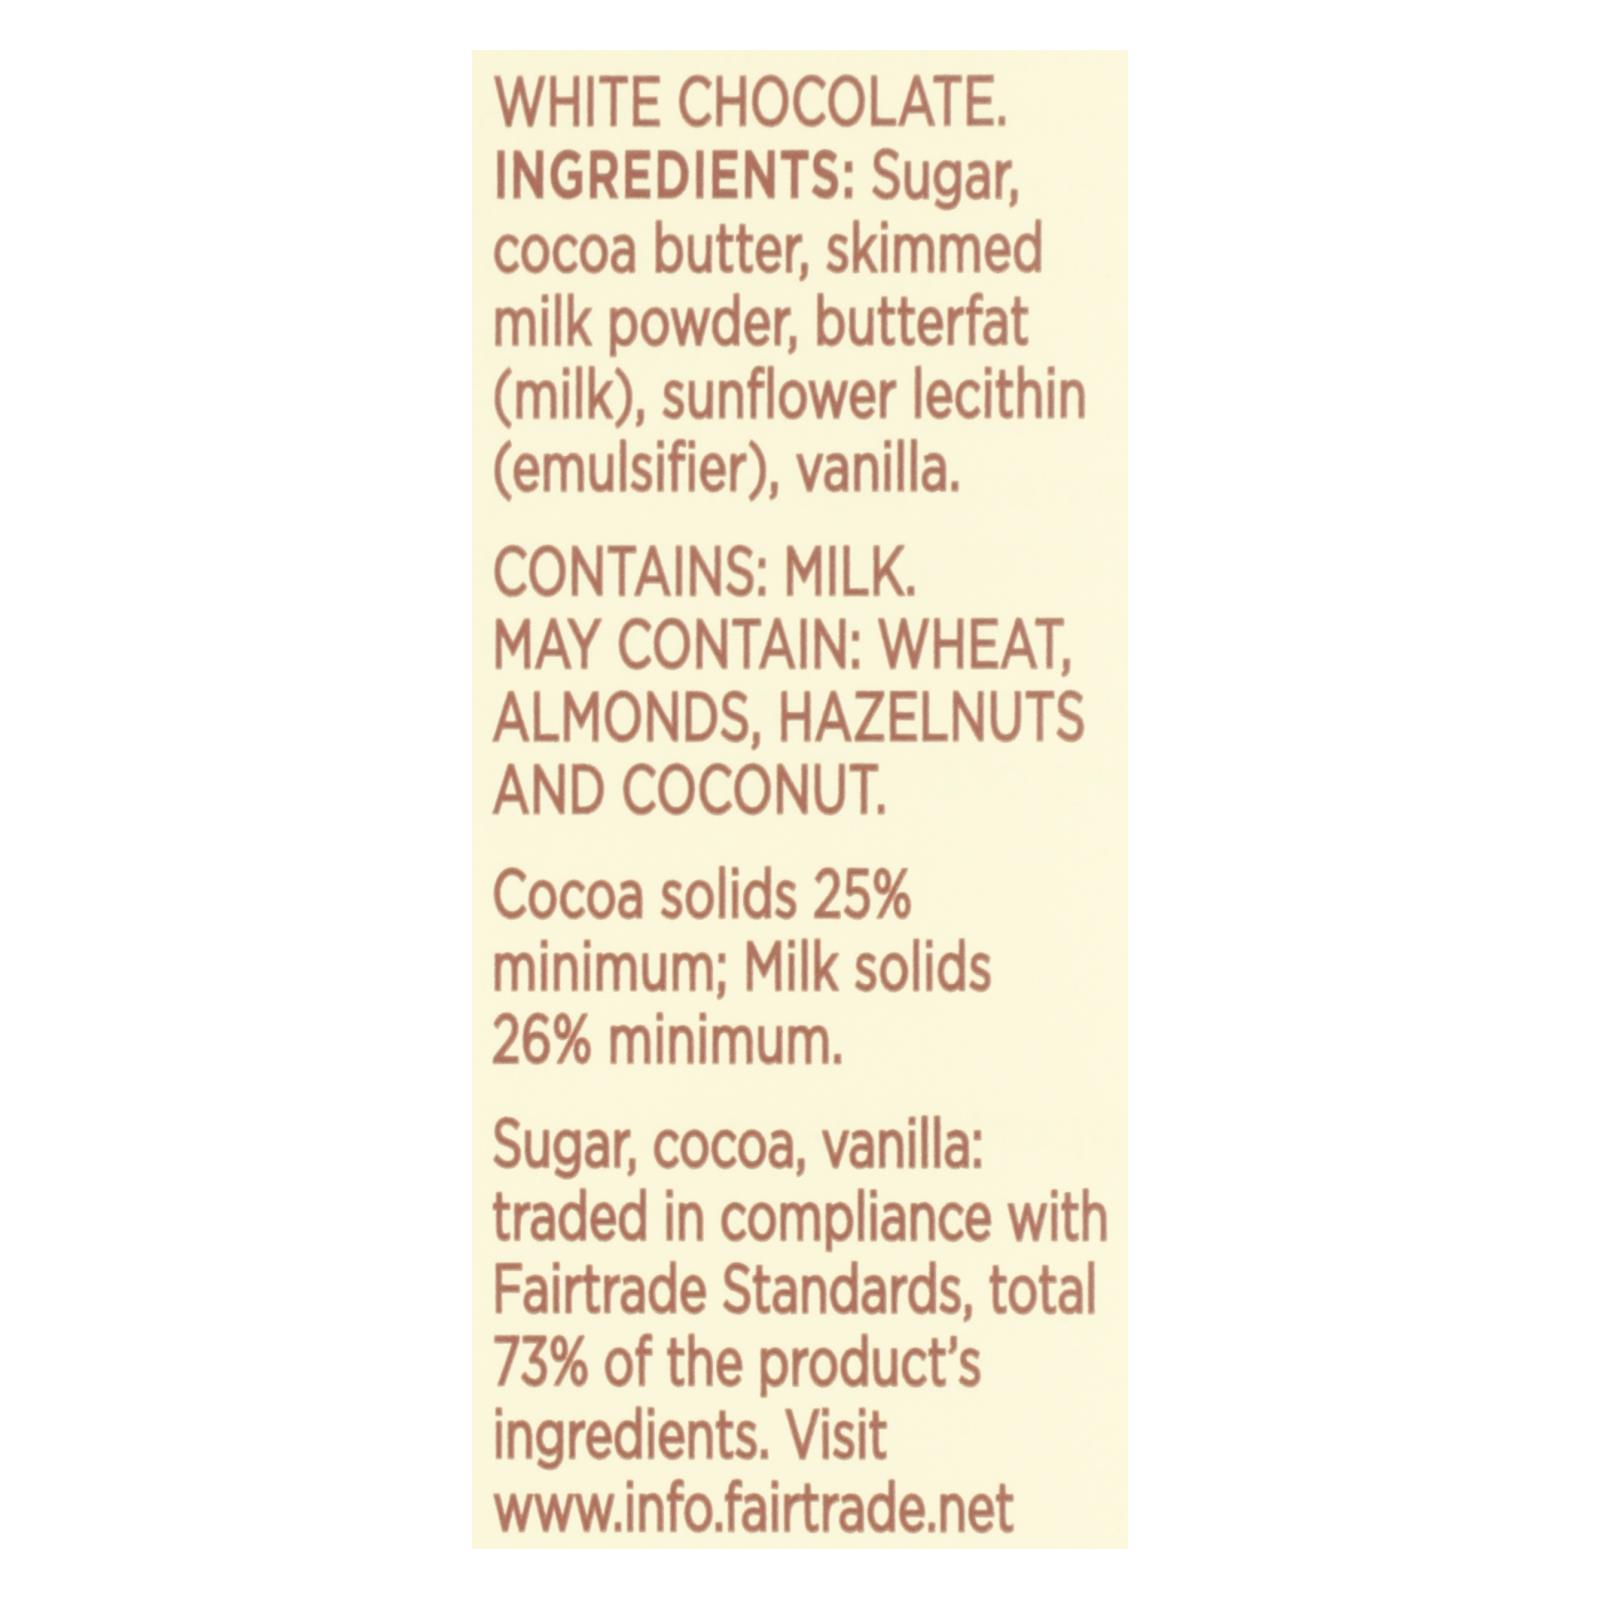 WHITE CHOCOLATE.
INGREDIENTS: Sugar,
cocoa butter, skimmed
milk powder, butterfat
(milk), sunflower lecithin
(emulsifier), vanilla.
CONTAINS: MILK.
MAY CONTAIN: WHEAT,
ALMONDS, HAZELNUTS
AND COCONUT.
Cocoa solids 25%
minimum; Milk solids
26% minimum.
Sugar, cocoa, vanilla:
traded in compliance with
Fairtrade Standards, total
73% of the product’s
ingredients. Visit
www.info.fairtrade.net